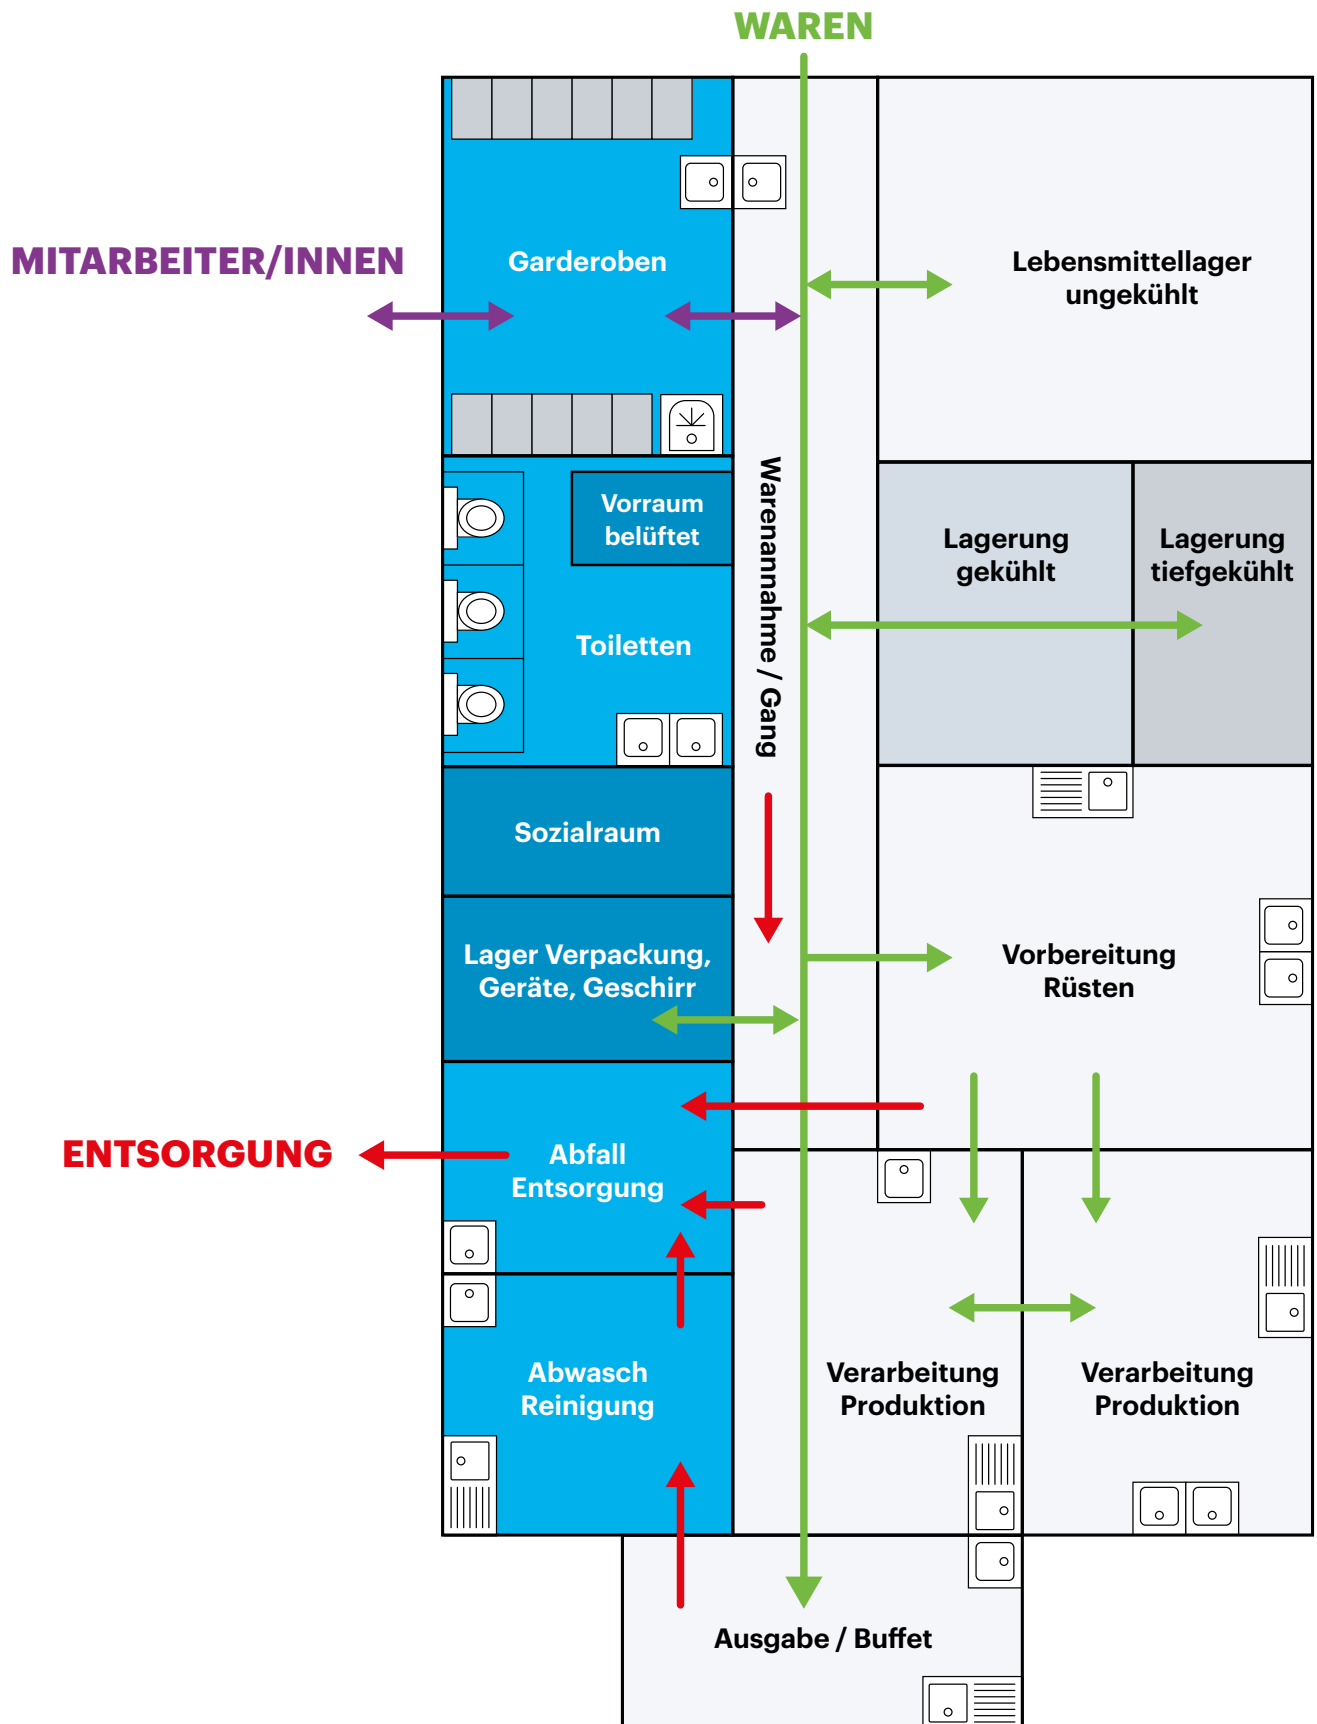 WAREN
MITARBEITER/INNEN
Garderoben
Lebensmittellager
ungekühlt
Vorraum
belüftet
Warenannahme / Gang
Lagerung
gekühlt
Lagerung
tiefgekühlt
Toiletten
Sozialraum
Lager Verpackung,
Geräte, Geschirr
Vorbereitung
Rüsten
ENTSORGUNG
Abfall
Entsorgung
Abwasch
Reinigung
Verarbeitung
Produktion
Verarbeitung
Produktion
Ausgabe / Buffet